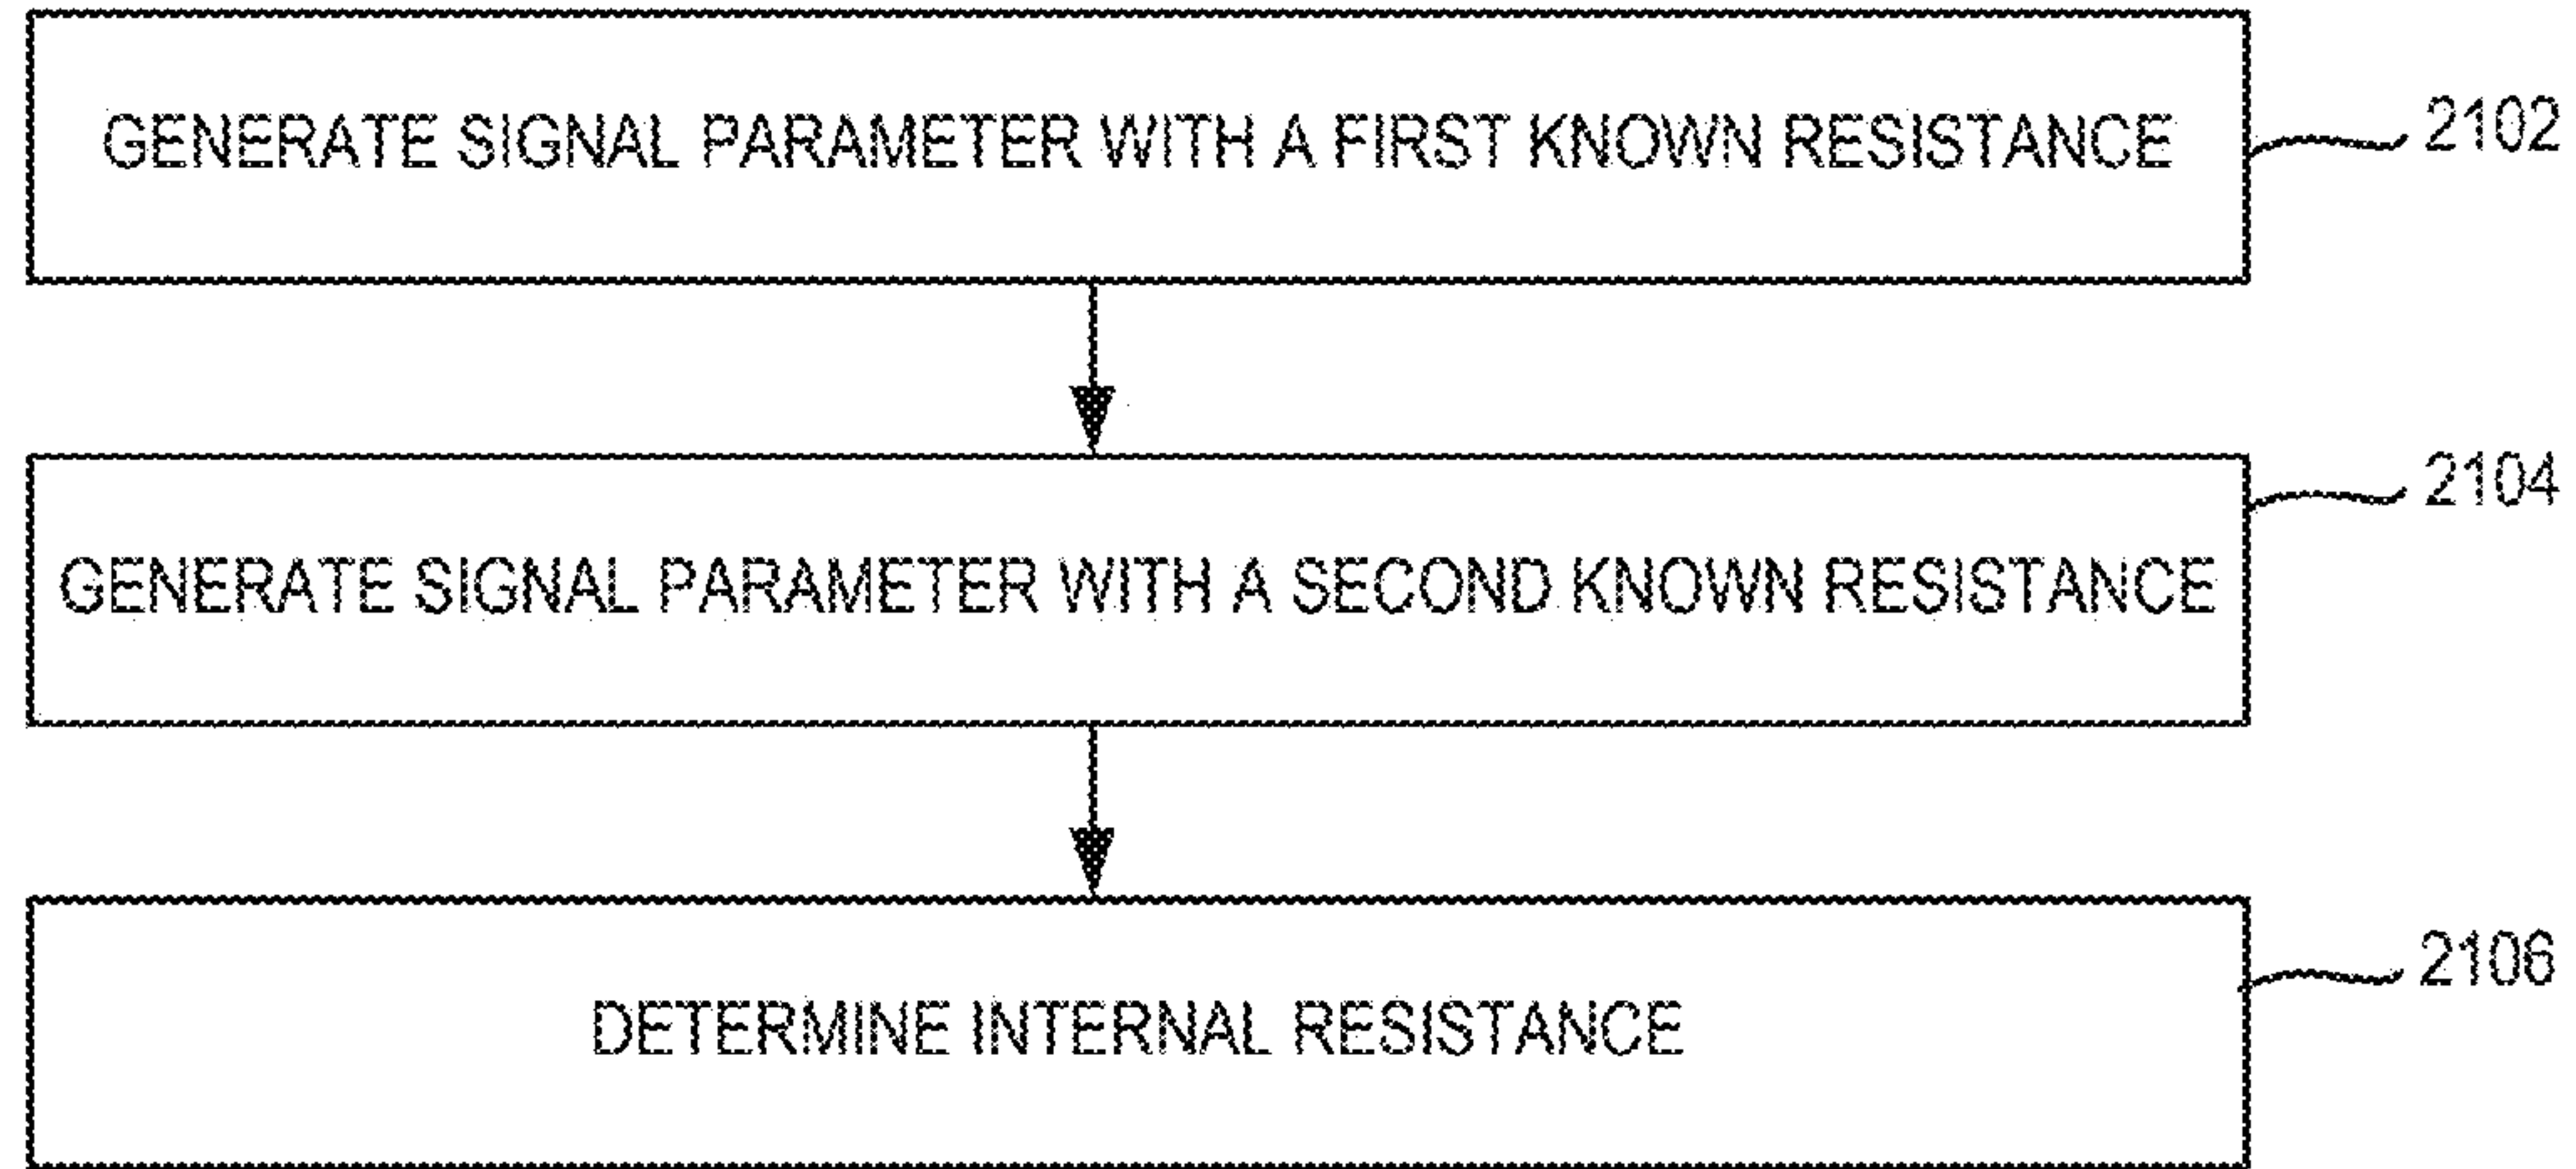 GENERATE SIGNAL PARAMETER WITH A FIRST KNOWN RESISTANCE
2102
GENERATE SIGNAL PARAMETER WITH A SECOND KNOWN RESISTANCE
2104
DETERMINE INTERNAL RESISTANCE
2106